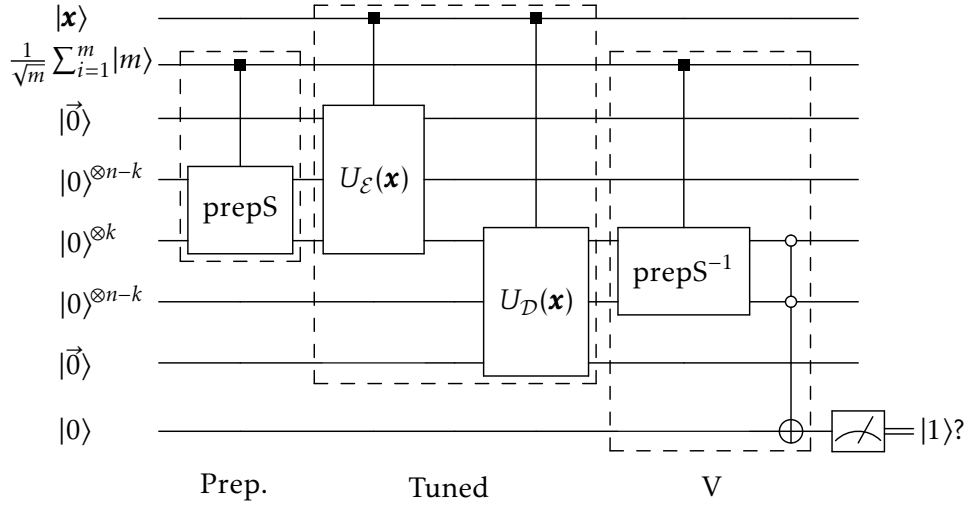 |𝒙⟩
1/√m ∑_{i=1}^{m}|m⟩
|0⃗⟩
|0⟩^{⊗n−k}
prepS
U_ℰ(𝒙)
|0⟩^{⊗k}
prepS⁻¹
|0⟩^{⊗n−k}
U_𝒟(𝒙)
|0⃗⟩
|0⟩
|1⟩?
Prep.
Tuned
V